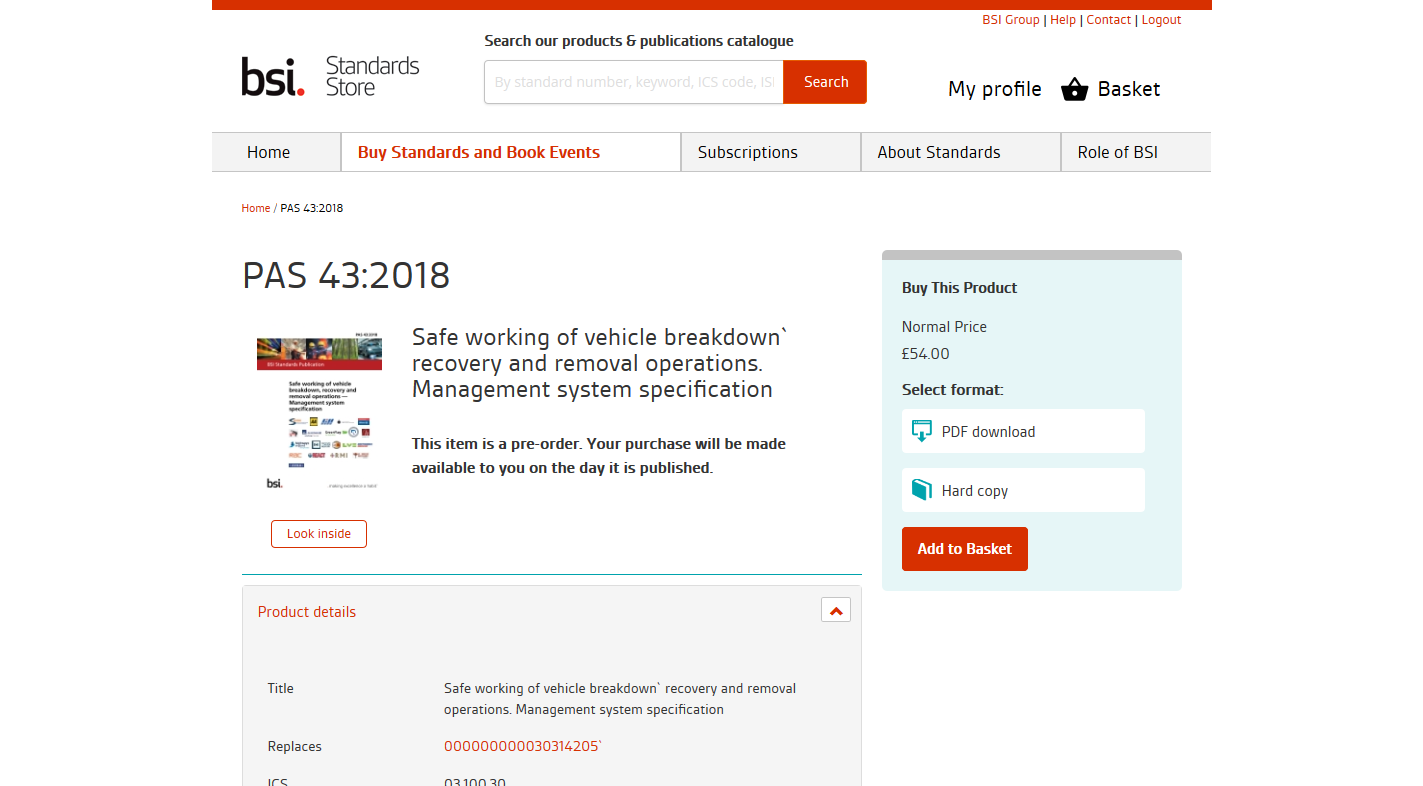 BSI Group | Help | Contact | Logout
Search our products & publications catalogue
bsi. Standards
Store
By standard number, keyword, ICS code, ISI
Search
My profile
Basket
Home
Buy Standards and Book Events
Subscriptions
About Standards
Role of BSI
Home / PAS 43:2018
PAS 43:2018
PAS 43:2018
BSI Standards Publication
Safe working of vehicle
breakdown, recovery and
removal operations —
Management system
specification
bsi.
Look inside
Safe working of vehicle breakdown`
recovery and removal operations.
Management system specification
This item is a pre-order. Your purchase will be made
available to you on the day it is published.
Buy This Product
Normal Price
£54.00
Select format:
PDF download
Hard copy
Add to Basket
Product details
Title
Safe working of vehicle breakdown` recovery and removal
operations. Management system specification
Replaces
000000000030314205`
ICS
03.100.30